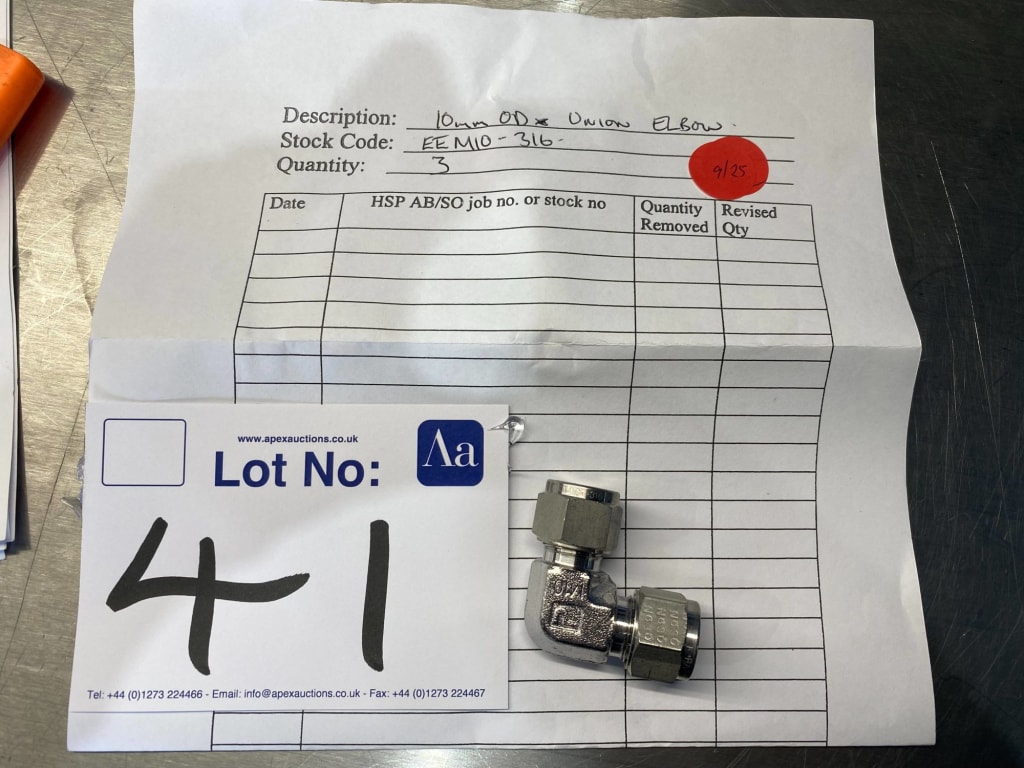 Description: 10mm OD x UNION ELBOW.
Stock Code: EEM10-316-
Quantity: 3
9/25
Date HSP AB/SO job no. or stock no Quantity Removed Revised Qty
www.apexauctions.co.uk
Lot No:
Aa
41
Tel: +44 (0)1273 224466 - Email: info@apexauctions.co.uk - Fax: +44 (0)1273 224467